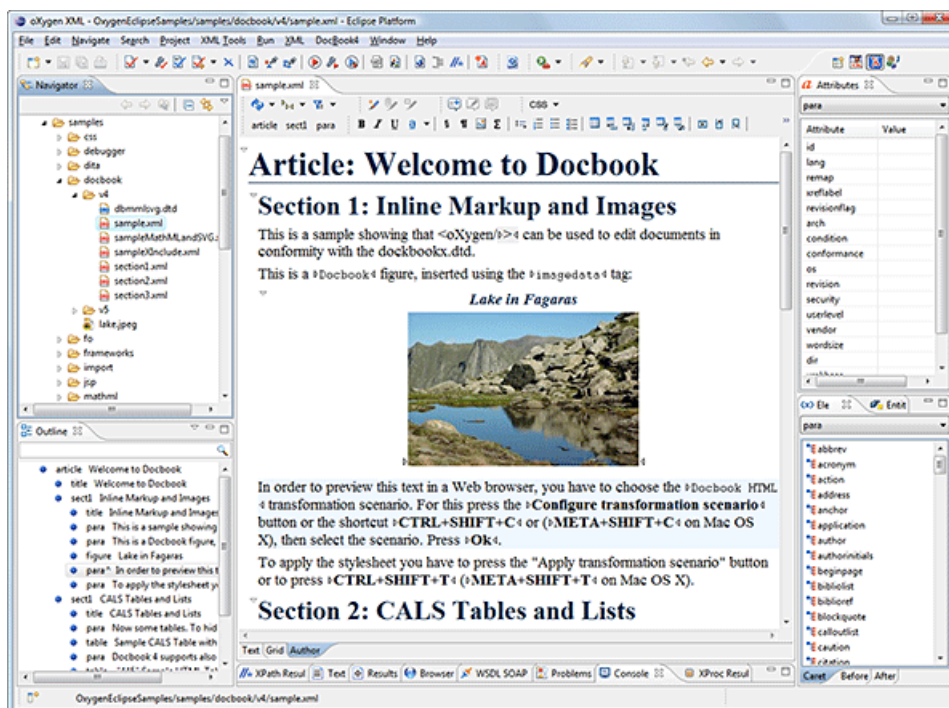 oXygen XML - OxygenEclipseSamples/samples/docbook/v4/sample.xml - Eclipse Platform
File Edit Navigate Search Project XML Tools Run XML DocBook4 Window Help
Navigator
samples
css
debugger
dita
docbook
v4
dbmmlsvg.dtd
sample.xml
sampleMathMLandSVG.
sampleXInclude.xml
section1.xml
section2.xml
section3.xml
v5
lake.jpeg
fo
frameworks
import
jsp
mathml
Outline
article Welcome to Docbook
title Welcome to Docbook
sect1 Inline Markup and Images
title Inline Markup and Images
para This is a sample showing
para This is a Docbook figure,
figure Lake in Fagaras
para* In order to preview this t
para To apply the stylesheet yo
sect1 CALS Tables and Lists
title CALS Tables and Lists
para Now some tables. To hid
table Sample CALS Table with
para Docbook 4 supports also
sample.xml
CSS
article sect1 para B I U
Article: Welcome to Docbook
Section 1: Inline Markup and Images
This is a sample showing that <oXygen/> can be used to edit documents in
conformity with the dockbookx.dtd.
This is a Docbook figure, inserted using the imagedata tag:
Lake in Fagaras
In order to preview this text in a Web browser, you have to choose the Docbook HTML
transformation scenario. For this press the Configure transformation scenario
button or the shortcut CTRL+SHIFT+C or (META+SHIFT+C on Mac OS
X), then select the scenario. Press Ok.
To apply the stylesheet you have to press the "Apply transformation scenario" button
or to press CTRL+SHIFT+T (META+SHIFT+T on Mac OS X).
Section 2: CALS Tables and Lists
Text Grid Author
XPath Resul Text Results Browser WSDL SOAP Problems Console XProc Resul
Attributes
para
Attribute Value
id
lang
remap
xreflabel
revisionflag
arch
condition
conformance
os
revision
security
userlevel
vendor
wordsize
dir
Ele Entit
para
abbrev
acronym
action
address
anchor
application
author
authorinitials
beginpage
bibliolist
biblioref
blockquote
calloutlist
caution
citation
Caret Before After
OxygenEclipseSamples/samples/docbook/v4/sample.xml